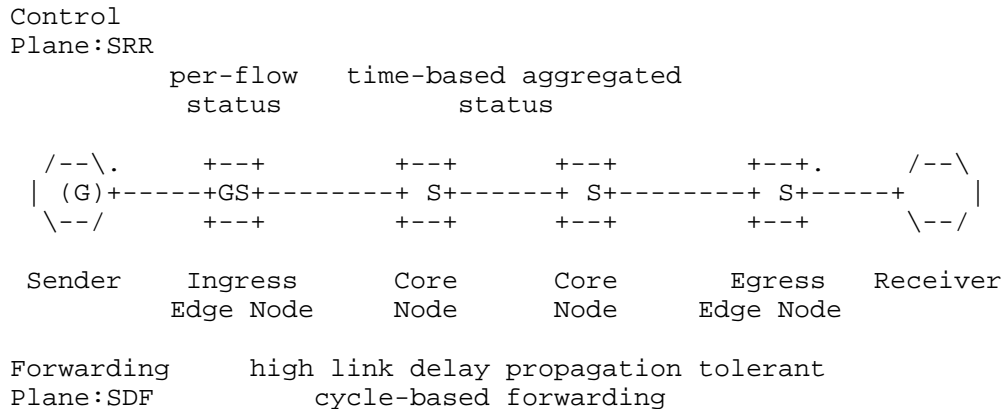 Control
Plane:SRR
          per-flow   time-based aggregated
           status           status

  /--\.     +--+        +--+      +--+        +--+.     /--\
 | (G)+-----+GS+--------+ S+------+ S+--------+ S+-----+    |
  \--/      +--+        +--+      +--+        +--+      \--/

 Sender    Ingress      Core      Core       Egress   Receiver
          Edge Node     Node      Node     Edge Node

Forwarding     high link delay propagation tolerant
Plane:SDF          cycle-based forwarding